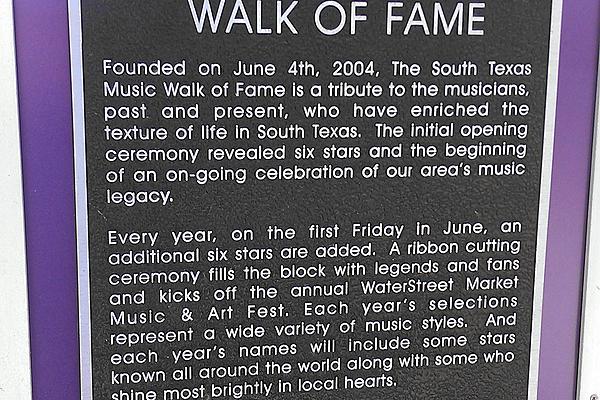 WALK OF FAME
Founded on June 4th, 2004, The South Texas
Music Walk of Fame is a tribute to the musicians,
past and present, who have enriched the
texture of life in South Texas. The initial opening
ceremony revealed six stars and the beginning
of an on-going celebration of our area's music
legacy.
Every year, on the first Friday in June, an
additional six stars are added. A ribbon cutting
ceremony fills the block with legends and fans
and kicks off the annual WaterStreet Market
Music & Art Fest. Each year's selections
represent a wide variety of music styles. And
each year's names will include some stars
known all around the world along with some who
shine most brightly in local hearts.